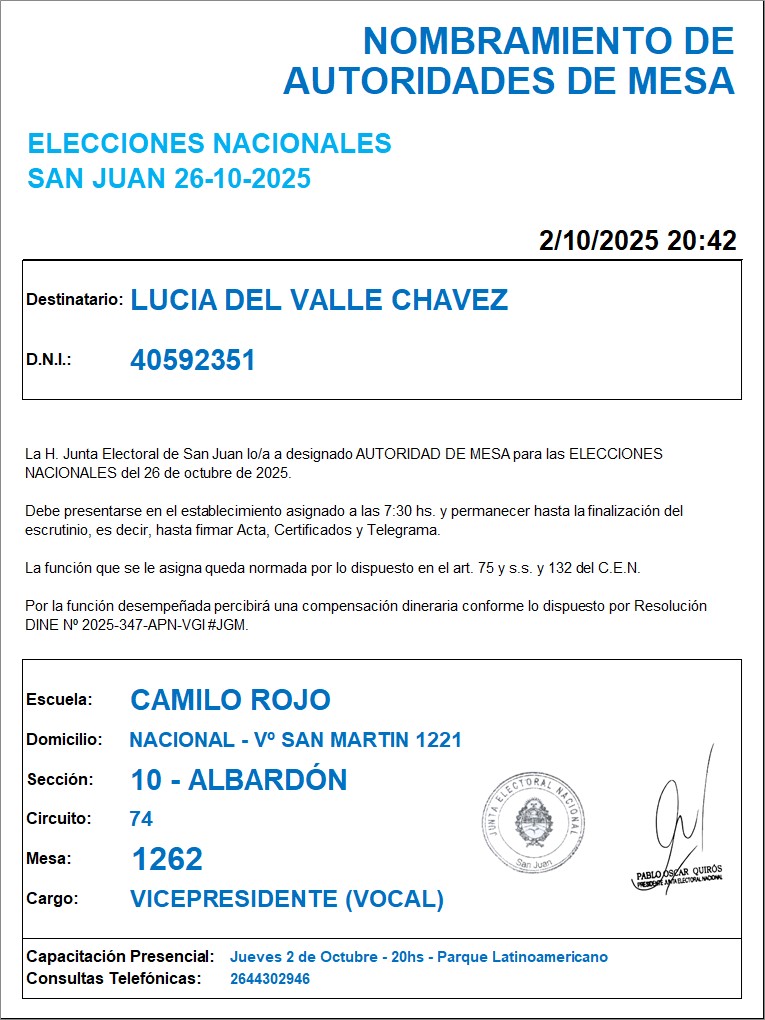 NOMBRAMIENTO DE
AUTORIDADES DE MESA
ELECCIONES NACIONALES
SAN JUAN 26-10-2025
2/10/2025 20:42
Destinatario: LUCIA DEL VALLE CHAVEZ
D.N.I.: 40592351
La H. Junta Electoral de San Juan lo/a a designado AUTORIDAD DE MESA para las ELECCIONES
NACIONALES del 26 de octubre de 2025.
Debe presentarse en el establecimiento asignado a las 7:30 hs. y permanecer hasta la finalización del
escrutinio, es decir, hasta firmar Acta, Certificados y Telegrama.
La función que se le asigna queda normada por lo dispuesto en el art. 75 y s.s. y 132 del C.E.N.
Por la función desempeñada percibirá una compensación dineraria conforme lo dispuesto por Resolución
DINE Nº 2025-347-APN-VGI#JGM.
Escuela: CAMILO ROJO
Domicilio: NACIONAL - Vº SAN MARTIN 1221
Sección: 10 - ALBARDÓN
Circuito: 74
Mesa: 1262
Cargo: VICEPRESIDENTE (VOCAL)
JUNTA ELECTORAL NACIONAL
San Juan
PABLO OSCAR QUIRÓS
PRESIDENTE JUNTA ELECTORAL NACIONAL
Capacitación Presencial: Jueves 2 de Octubre - 20hs - Parque Latinoamericano
Consultas Telefónicas: 2644302946